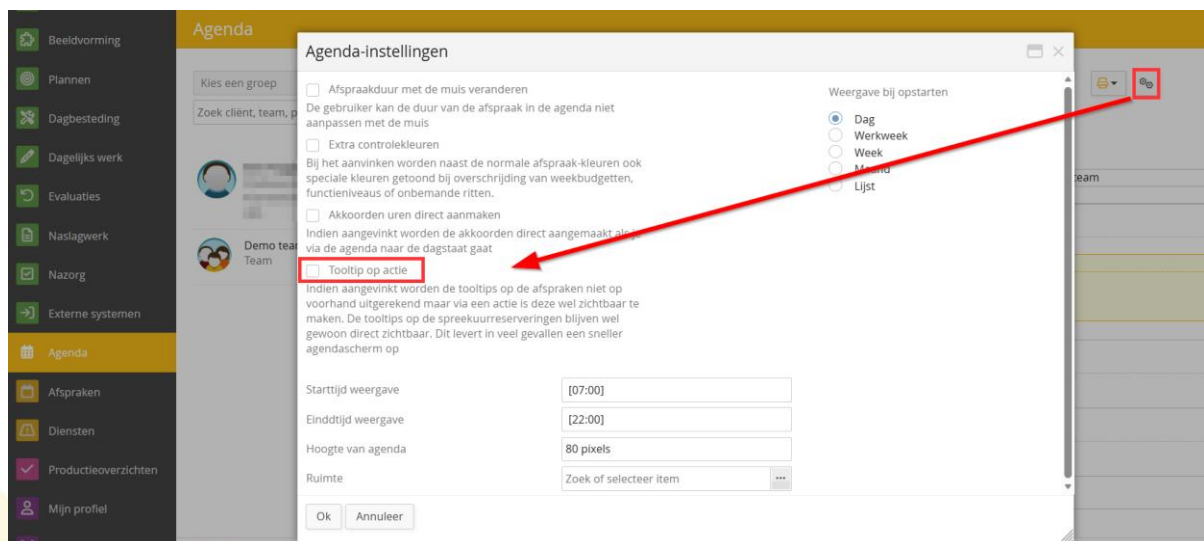 Agenda
Beeldvorming
Plannen
Dagbesteding
Dagelijks werk
Evaluaties
Naslagwerk
Nazorg
Externe systemen
Agenda
Afspraken
Diensten
Productieoverzichten
Mijn profiel
Kies een groep
Zoek cliënt, team, p
Demo tear
Team
eam
Agenda-instellingen
Afspraakduur met de muis veranderen
De gebruiker kan de duur van de afspraak in de agenda niet
aanpassen met de muis
Extra controlekleuren
Bij het aanvinken worden naast de normale afspraak-kleuren ook
speciale kleuren getoond bij overschrijding van weekbudgetten,
functieniveaus of onbemande ritten.
Akkoorden uren direct aanmaken
Indien aangevinkt worden de akkoorden direct aangemaakt als je
via de agenda naar de dagstaat gaat
Tooltip op actie
Indien aangevinkt worden de tooltips op de afspraken niet op
voorhand uitgerekend maar via een actie is deze wel zichtbaar te
maken. De tooltips op de spreekuurreserveringen blijven wel
gewoon direct zichtbaar. Dit levert in veel gevallen een sneller
agendascherm op
Weergave bij opstarten
Dag
Werkweek
Week
Maand
Lijst
Starttijd weergave [07:00]
Einddtijd weergave [22:00]
Hoogte van agenda 80 pixels
Ruimte Zoek of selecteer item ...
Ok Annuleer